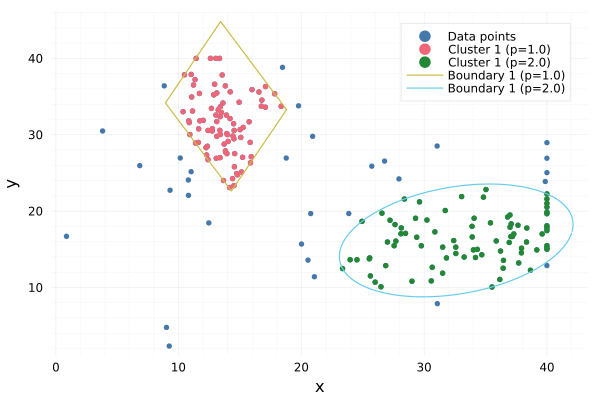 Data points
Cluster 1 (p=1.0)
Cluster 1 (p=2.0)
Boundary 1 (p=1.0)
Boundary 1 (p=2.0)
40
30
20
10
y
0 10 20 30 40
x